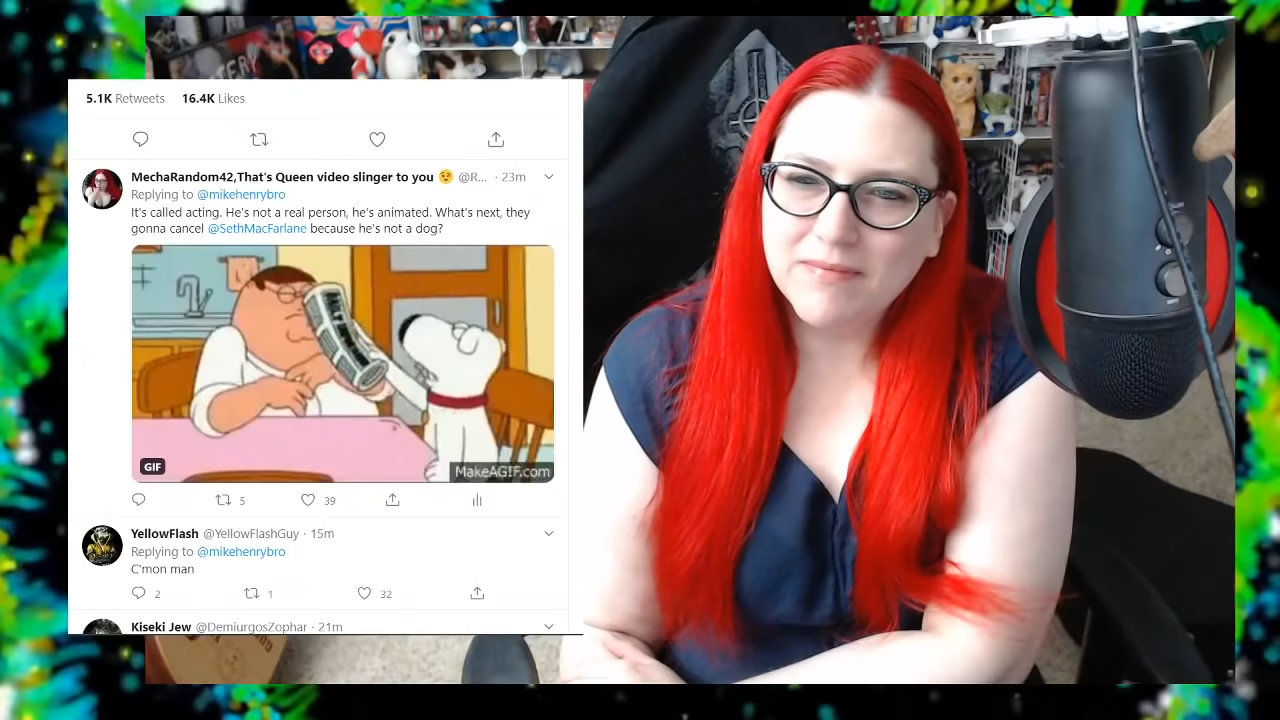 5.1K Retweets 16.4K Likes
MechaRandom42,That's Queen video slinger to you 😉 @R... · 23m
Replying to @mikehenrybro
It's called acting. He's not a real person, he's animated. What's next, they
gonna cancel @SethMacFarlane because he's not a dog?
GIF
MakeAGIF.com
5 39
YellowFlash @YellowFlashGuy · 15m
Replying to @mikehenrybro
C'mon man
2 1 32
Kiseki Jew @DemiurgosZophar · 21m